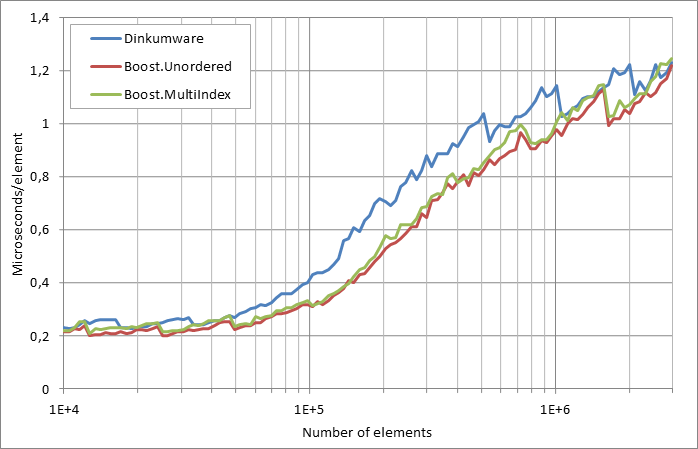 1,4
1,2
1
0,8
0,6
0,4
0,2
0
Microseconds/element
Dinkumware
Boost.Unordered
Boost.MultiIndex
1E+4
1E+5
1E+6
Number of elements